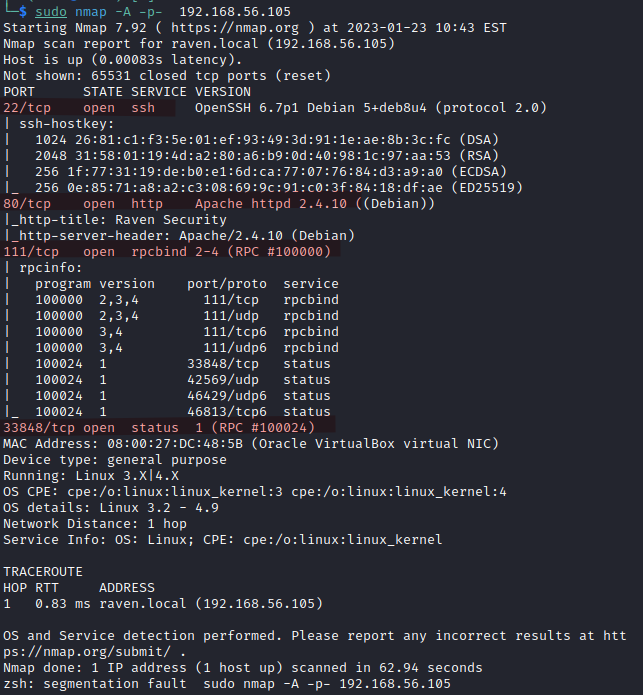 └─$ sudo nmap -A -p- 192.168.56.105
Starting Nmap 7.92 ( https://nmap.org ) at 2023-01-23 10:43 EST
Nmap scan report for raven.local (192.168.56.105)
Host is up (0.00083s latency).
Not shown: 65531 closed tcp ports (reset)
PORT      STATE SERVICE VERSION
22/tcp    open  ssh     OpenSSH 6.7p1 Debian 5+deb8u4 (protocol 2.0)
| ssh-hostkey:
|   1024 26:81:c1:f3:5e:01:ef:93:49:3d:91:1e:ae:8b:3c:fc (DSA)
|   2048 31:58:01:19:4d:a2:80:a6:b9:0d:40:98:1c:97:aa:53 (RSA)
|   256 1f:77:31:19:de:b0:e1:6d:ca:77:07:76:84:d3:a9:a0 (ECDSA)
|_  256 0e:85:71:a8:a2:c3:08:69:9c:91:c0:3f:84:18:df:ae (ED25519)
80/tcp    open  http    Apache httpd 2.4.10 ((Debian))
|_http-title: Raven Security
|_http-server-header: Apache/2.4.10 (Debian)
111/tcp   open  rpcbind 2-4 (RPC #100000)
| rpcinfo:
|   program version    port/proto  service
|   100000  2,3,4        111/tcp   rpcbind
|   100000  2,3,4        111/udp   rpcbind
|   100000  3,4          111/tcp6  rpcbind
|   100000  3,4          111/udp6  rpcbind
|   100024  1          33848/tcp   status
|   100024  1          42569/udp   status
|   100024  1          46429/udp6  status
|_  100024  1          46813/tcp6  status
33848/tcp open  status  1 (RPC #100024)
MAC Address: 08:00:27:DC:48:5B (Oracle VirtualBox virtual NIC)
Device type: general purpose
Running: Linux 3.X|4.X
OS CPE: cpe:/o:linux:linux_kernel:3 cpe:/o:linux:linux_kernel:4
OS details: Linux 3.2 - 4.9
Network Distance: 1 hop
Service Info: OS: Linux; CPE: cpe:/o:linux:linux_kernel
TRACEROUTE
HOP RTT     ADDRESS
1   0.83 ms raven.local (192.168.56.105)
OS and Service detection performed. Please report any incorrect results at htt
ps://nmap.org/submit/ .
Nmap done: 1 IP address (1 host up) scanned in 62.94 seconds
zsh: segmentation fault  sudo nmap -A -p- 192.168.56.105